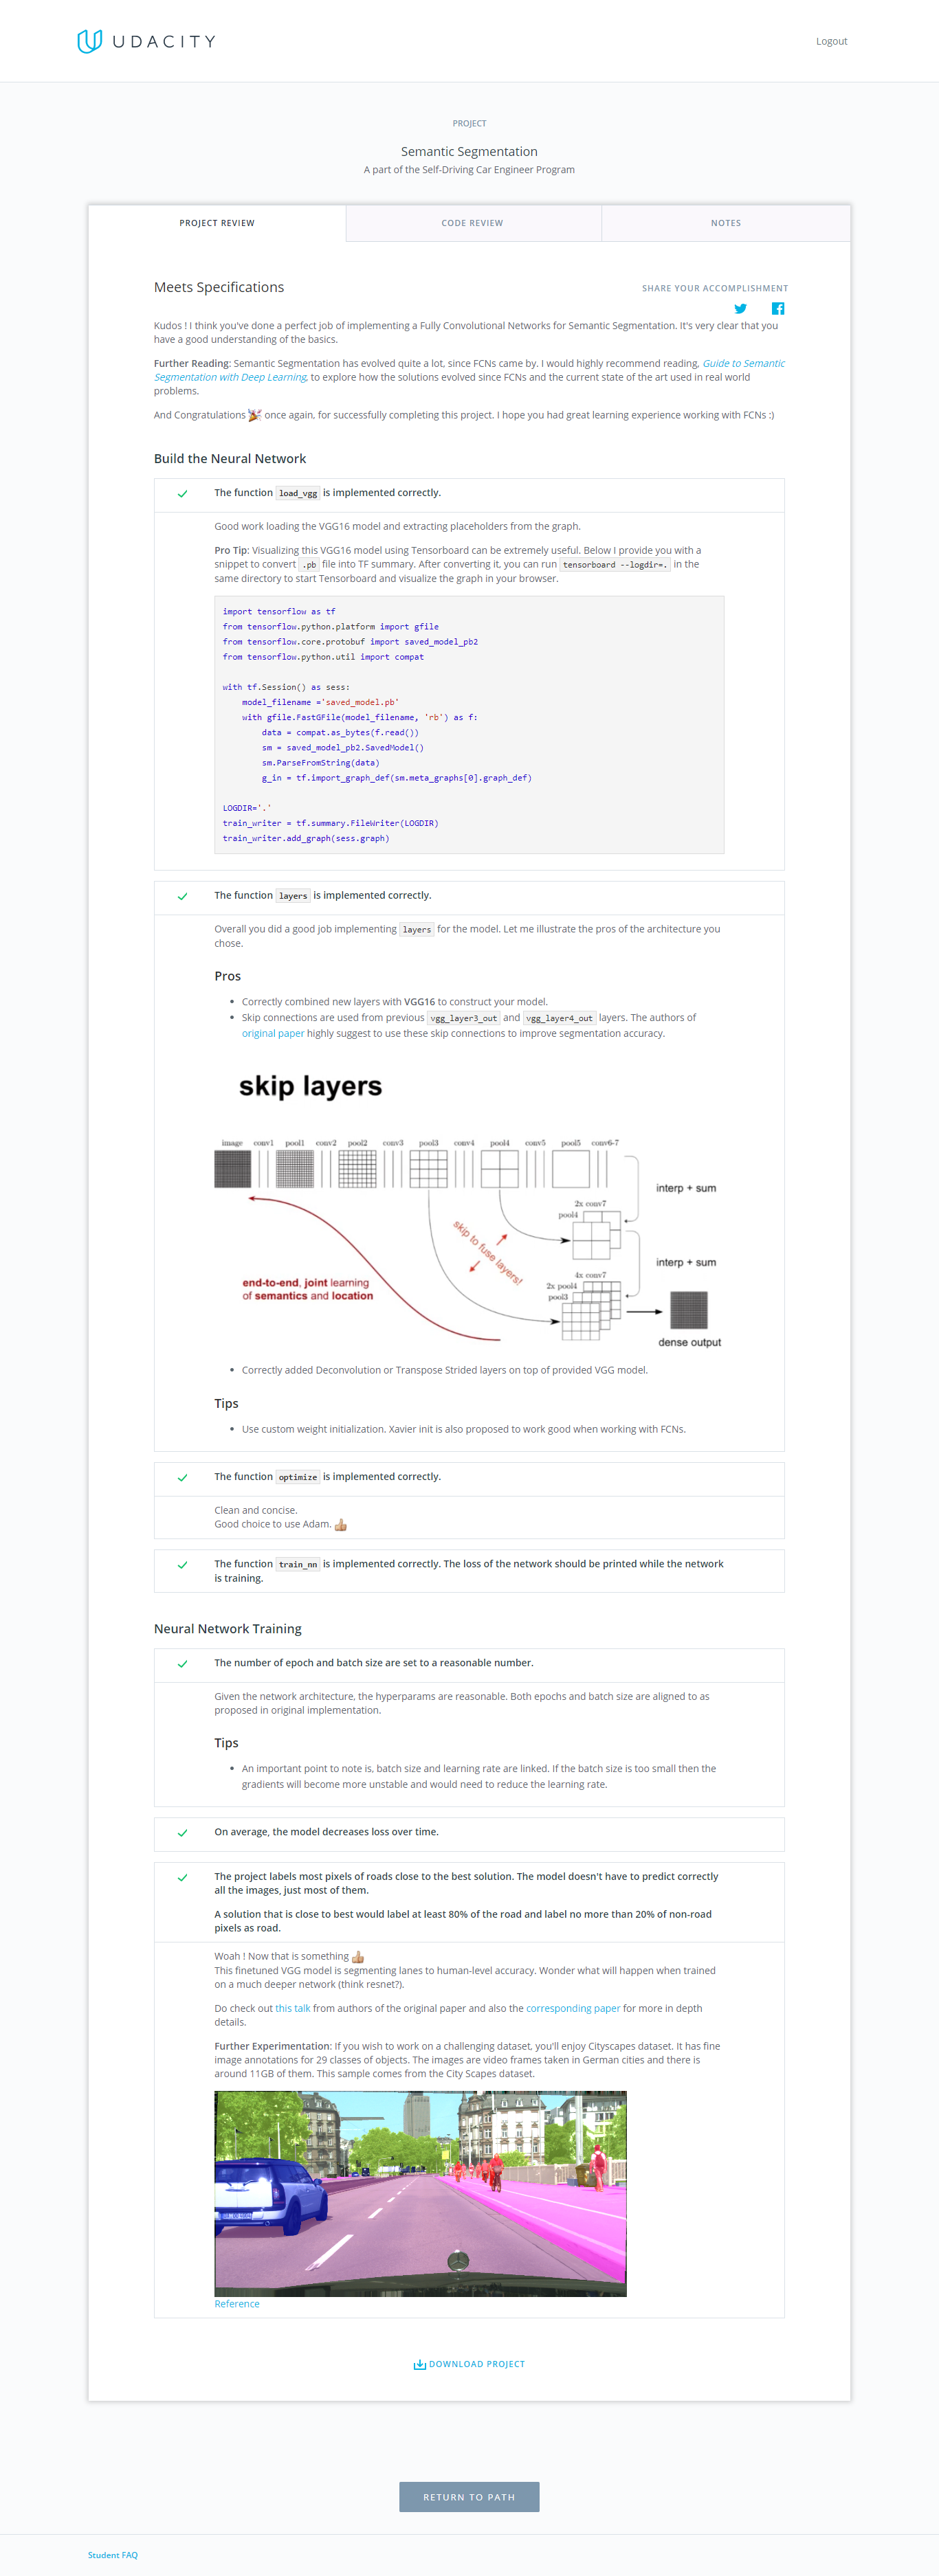 UDACITY
Logout
PROJECT
Semantic Segmentation
A part of the Self-Driving Car Engineer Program
PROJECT REVIEW
CODE REVIEW
NOTES
Meets Specifications
SHARE YOUR ACCOMPLISHMENT
Kudos ! I think you've done a perfect job of implementing a Fully Convolutional Networks for Semantic Segmentation. It's very clear that you
have a good understanding of the basics.
Further Reading: Semantic Segmentation has evolved quite a lot, since FCNs came by. I would highly recommend reading, Guide to Semantic
Segmentation with Deep Learning, to explore how the solutions evolved since FCNs and the current state of the art used in real world
problems.
And Congratulations 🎉 once again, for successfully completing this project. I hope you had great learning experience working with FCNs :)
Build the Neural Network
The function load_vgg is implemented correctly.
Good work loading the VGG16 model and extracting placeholders from the graph.
Pro Tip: Visualizing this VGG16 model using Tensorboard can be extremely useful. Below I provide you with a
snippet to convert .pb file into TF summary. After converting it, you can run tensorboard --logdir=. in the
same directory to start Tensorboard and visualize the graph in your browser.
import tensorflow as tf
from tensorflow.python.platform import gfile
from tensorflow.core.protobuf import saved_model_pb2
from tensorflow.python.util import compat
with tf.Session() as sess:
model_filename ='saved_model.pb'
with gfile.FastGFile(model_filename, 'rb') as f:
data = compat.as_bytes(f.read())
sm = saved_model_pb2.SavedModel()
sm.ParseFromString(data)
g_in = tf.import_graph_def(sm.meta_graphs[0].graph_def)
LOGDIR='.'
train_writer = tf.summary.FileWriter(LOGDIR)
train_writer.add_graph(sess.graph)
The function layers is implemented correctly.
Overall you did a good job implementing layers for the model. Let me illustrate the pros of the architecture you
chose.
Pros
Correctly combined new layers with VGG16 to construct your model.
Skip connections are used from previous vgg_layer3_out and vgg_layer4_out layers. The authors of
original paper highly suggest to use these skip connections to improve segmentation accuracy.
skip layers
image conv1 pool1 conv2 pool2 conv3 pool3 conv4 pool4 conv5 pool5 conv6-7
interp + sum
2x conv7
pool4
skip to fuse layers!
interp + sum
end-to-end, joint learning
of semantics and location
4x conv7
2x pool4
pool3
dense output
Correctly added Deconvolution or Transpose Strided layers on top of provided VGG model.
Tips
Use custom weight initialization. Xavier init is also proposed to work good when working with FCNs.
The function optimize is implemented correctly.
Clean and concise.
Good choice to use Adam. 👍
The function train_nn is implemented correctly. The loss of the network should be printed while the network
is training.
Neural Network Training
The number of epoch and batch size are set to a reasonable number.
Given the network architecture, the hyperparams are reasonable. Both epochs and batch size are aligned to as
proposed in original implementation.
Tips
An important point to note is, batch size and learning rate are linked. If the batch size is too small then the
gradients will become more unstable and would need to reduce the learning rate.
On average, the model decreases loss over time.
The project labels most pixels of roads close to the best solution. The model doesn't have to predict correctly
all the images, just most of them.
A solution that is close to best would label at least 80% of the road and label no more than 20% of non-road
pixels as road.
Woah ! Now that is something 👍
This finetuned VGG model is segmenting lanes to human-level accuracy. Wonder what will happen when trained
on a much deeper network (think resnet?).
Do check out this talk from authors of the original paper and also the corresponding paper for more in depth
details.
Further Experimentation: If you wish to work on a challenging dataset, you'll enjoy Cityscapes dataset. It has fine
image annotations for 29 classes of objects. The images are video frames taken in German cities and there is
around 11GB of them. This sample comes from the City Scapes dataset.
Reference
DOWNLOAD PROJECT
RETURN TO PATH
Student FAQ